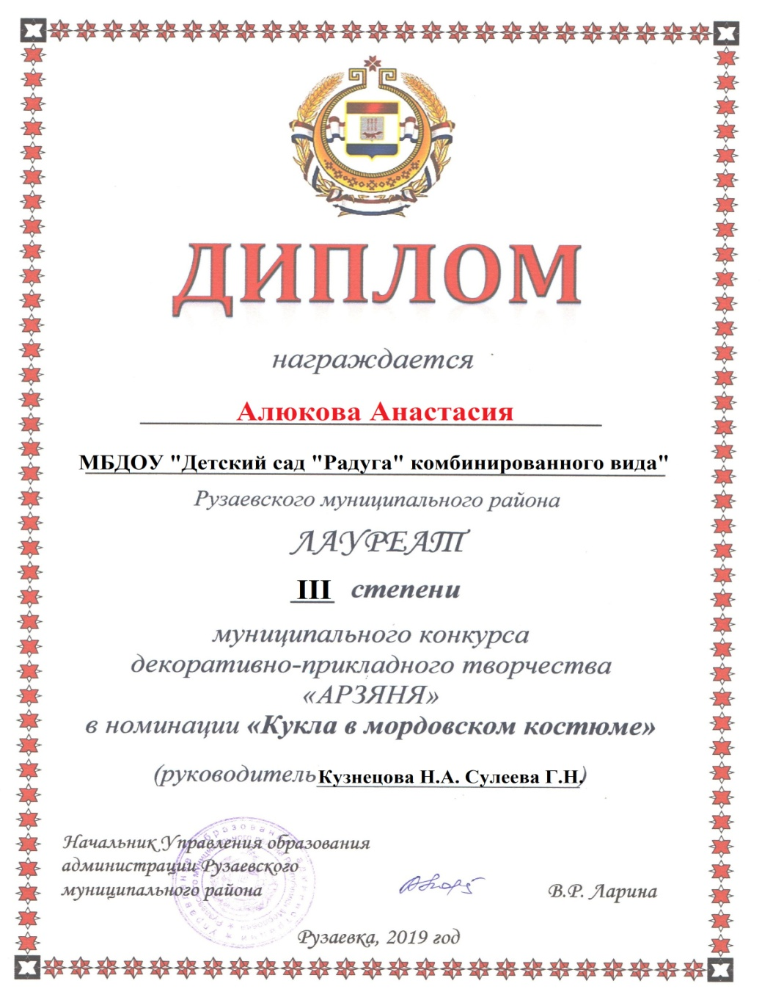 ДИПЛОМ
награждается
Алюкова Анастасия
МБДОУ "Детский сад "Радуга" комбинированного вида"
Рузаевского муниципального района
ЛАУРЕАТ
III степени
муниципального конкурса
декоративно-прикладного творчества
«АРЗЯНЯ»
в номинации «Кукла в мордовском костюме»
(руководитель Кузнецова Н.А. Сулеева Г.Н.)
Начальник Управления образования
администрации Рузаевского
муниципального района
В.Р. Ларина
Рузаевка, 2019 год